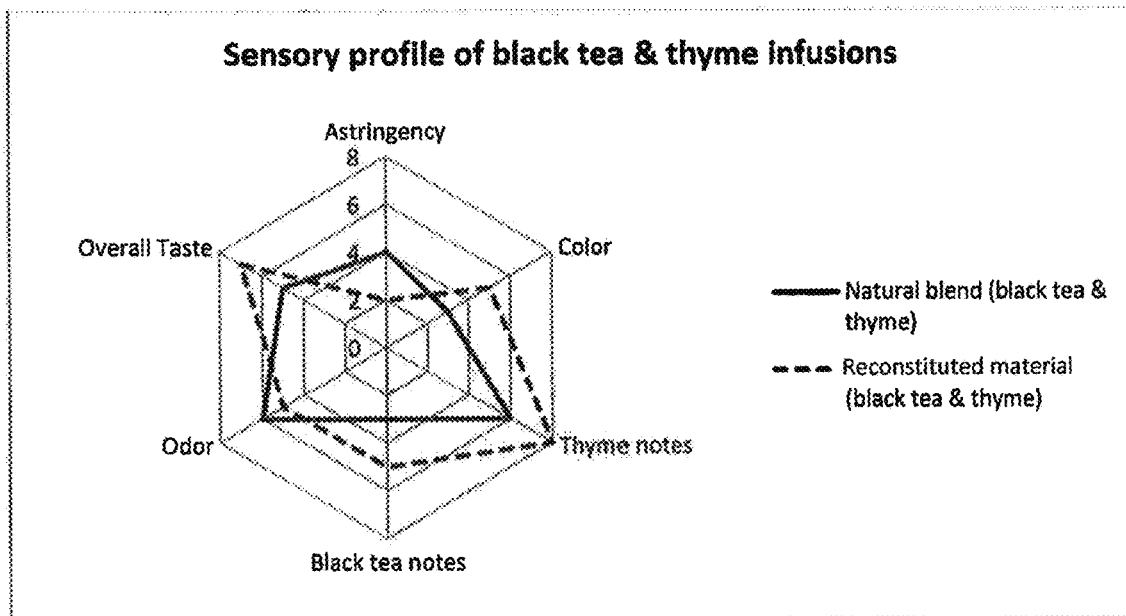 Sensory profile of black tea & thyme infusions
Astringency
8
6
4
2
0
Color
Thyme notes
Black tea notes
Odor
Overall Taste
Natural blend (black tea &
thyme)
Reconstituted material
(black tea & thyme)